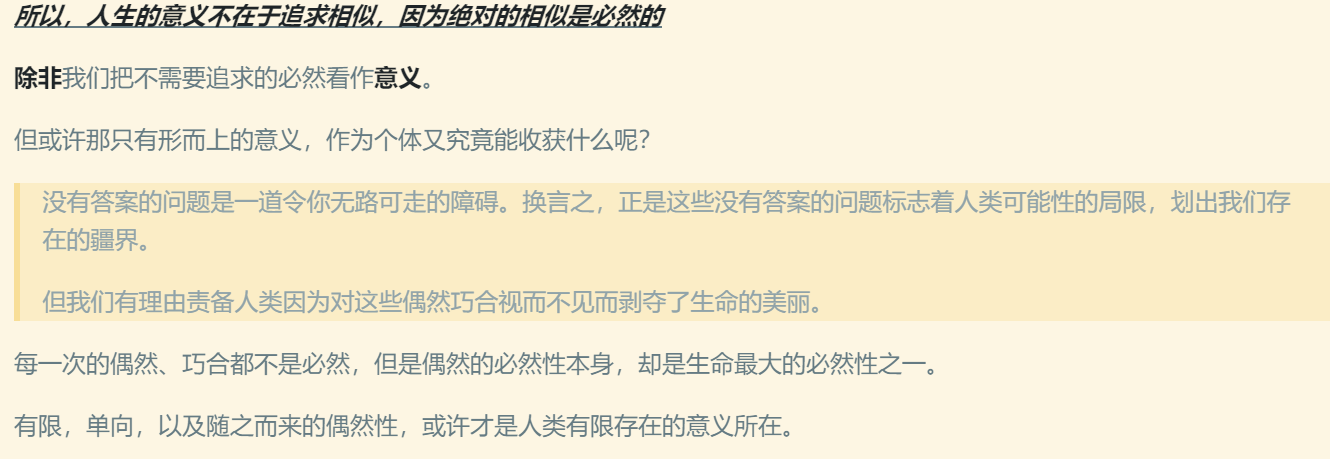 所以，人生的意义不在于追求相似，因为绝对的相似是必然的
除非我们把不需要追求的必然看作意义。
但或许那只有形而上的意义，作为个体又究竟能收获什么呢？
没有答案的问题是一道令你无路可走的障碍。换言之，正是这些没有答案的问题标志着人类可能性的局限，划出我们存
在的疆界。
但我们有理由责备人类因为对这些偶然巧合视而不见而剥夺了生命的美丽。
每一次的偶然、巧合都不是必然，但是偶然的必然性本身，却是生命最大的必然性之一。
有限，单向，以及随之而来的偶然性，或许才是人类有限存在的意义所在。